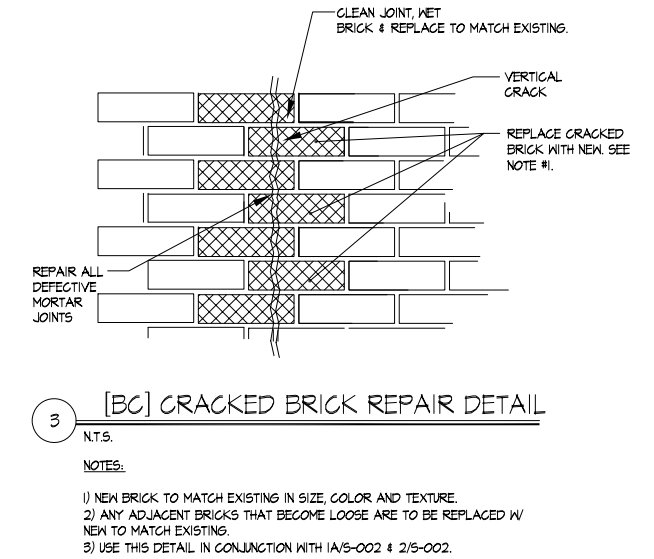 CLEAN JOINT, WET
BRICK & REPLACE TO MATCH EXISTING.
VERTICAL
CRACK
REPLACE CRACKED
BRICK WITH NEW. SEE
NOTE #1.
REPAIR ALL
DEFECTIVE
MORTAR
JOINTS
3
[BC] CRACKED BRICK REPAIR DETAIL
N.T.S.
NOTES:
1) NEW BRICK TO MATCH EXISTING IN SIZE, COLOR AND TEXTURE.
2) ANY ADJACENT BRICKS THAT BECOME LOOSE ARE TO BE REPLACED W/
NEW TO MATCH EXISTING.
3) USE THIS DETAIL IN CONJUNCTION WITH 1A/S-002 & 2/S-002.